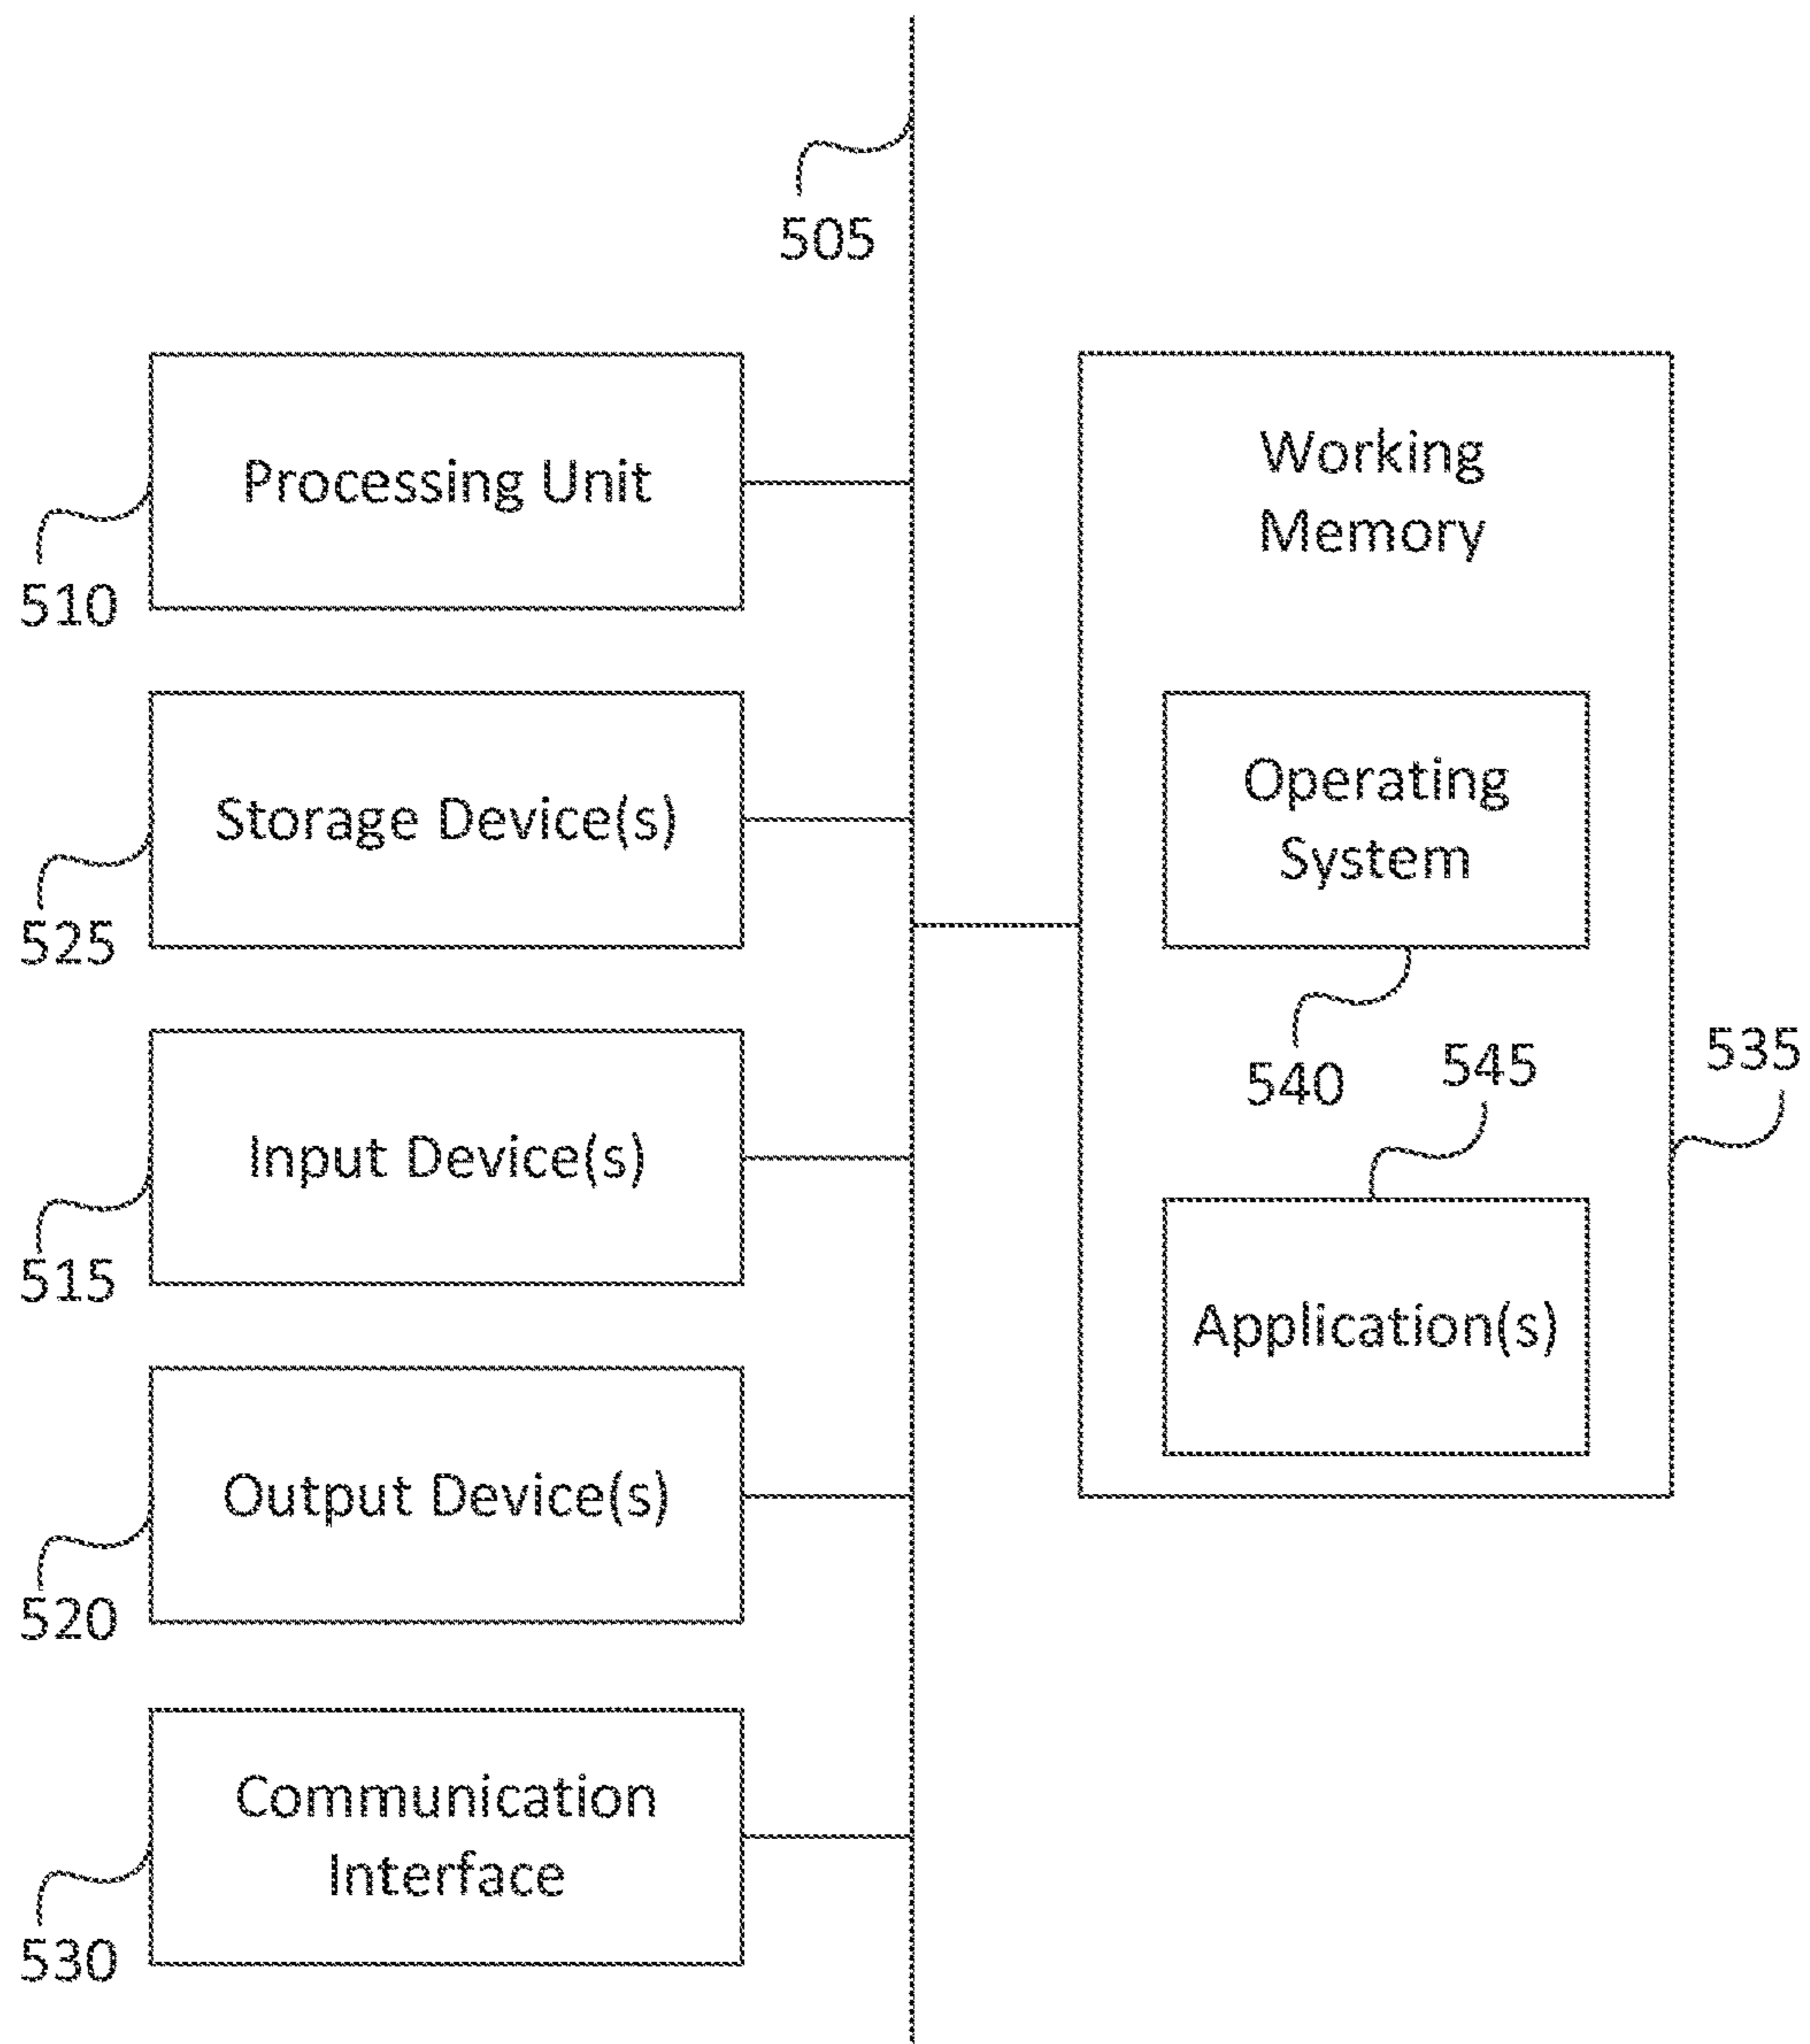 505
Processing Unit
510
Storage Device(s)
525
Input Device(s)
515
Output Device(s)
520
Communication
Interface
530
Working
Memory
Operating
System
540
545
535
Application(s)